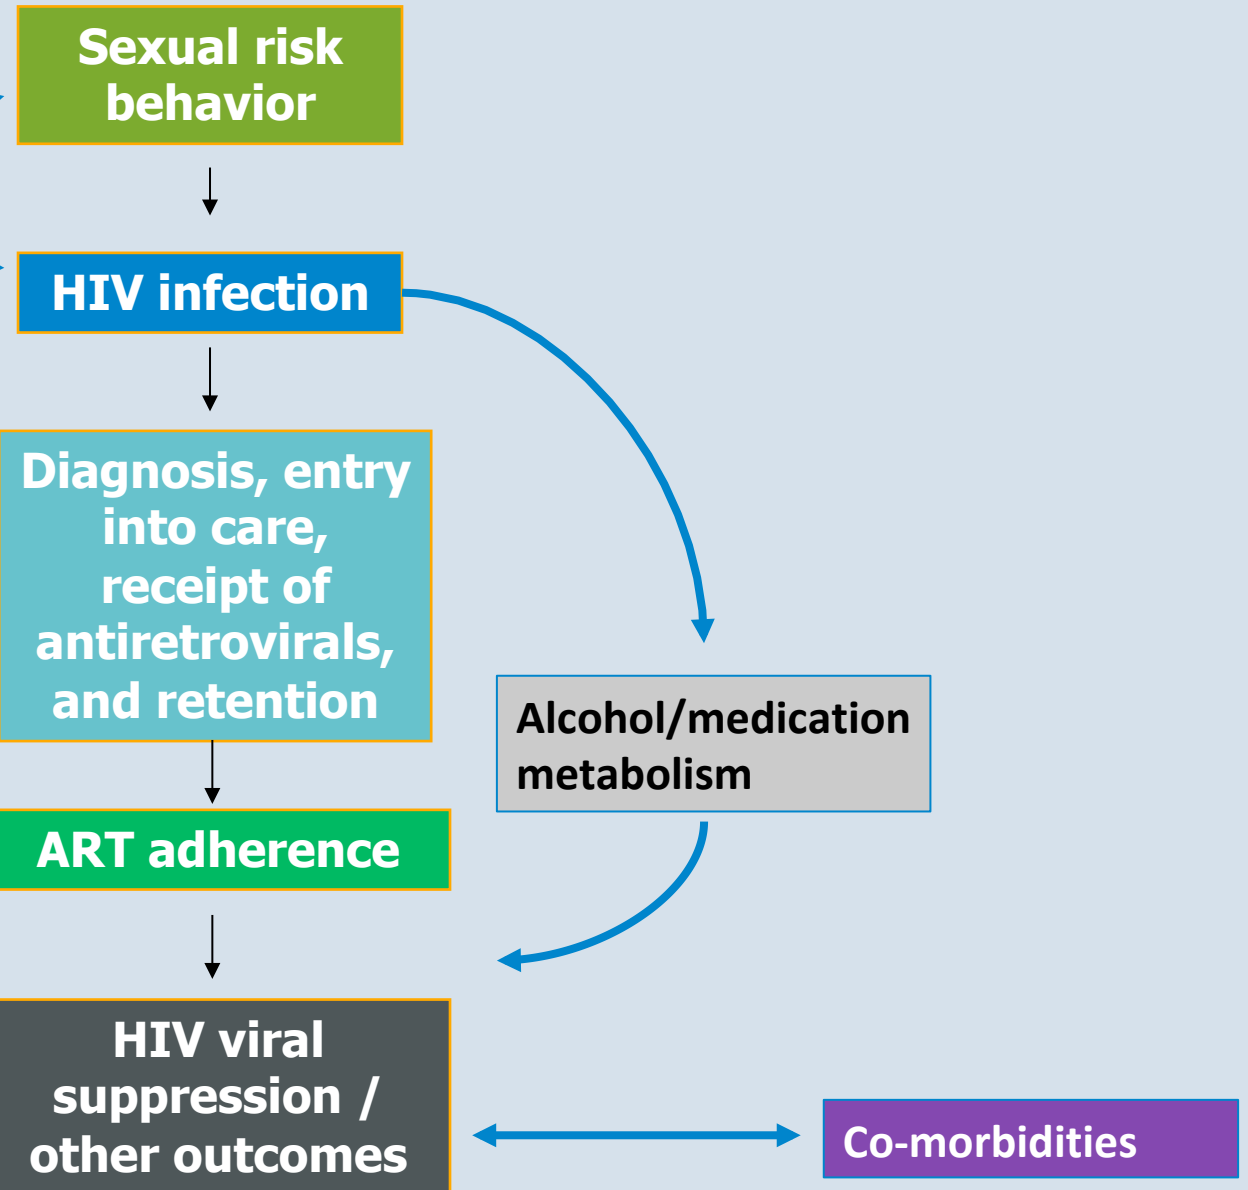 Sexual risk
behavior
HIV infection
Diagnosis, entry
into care,
receipt of
antiretrovirals,
and retention
Alcohol/medication
metabolism
ART adherence
HIV viral
suppression /
other outcomes
Co-morbidities